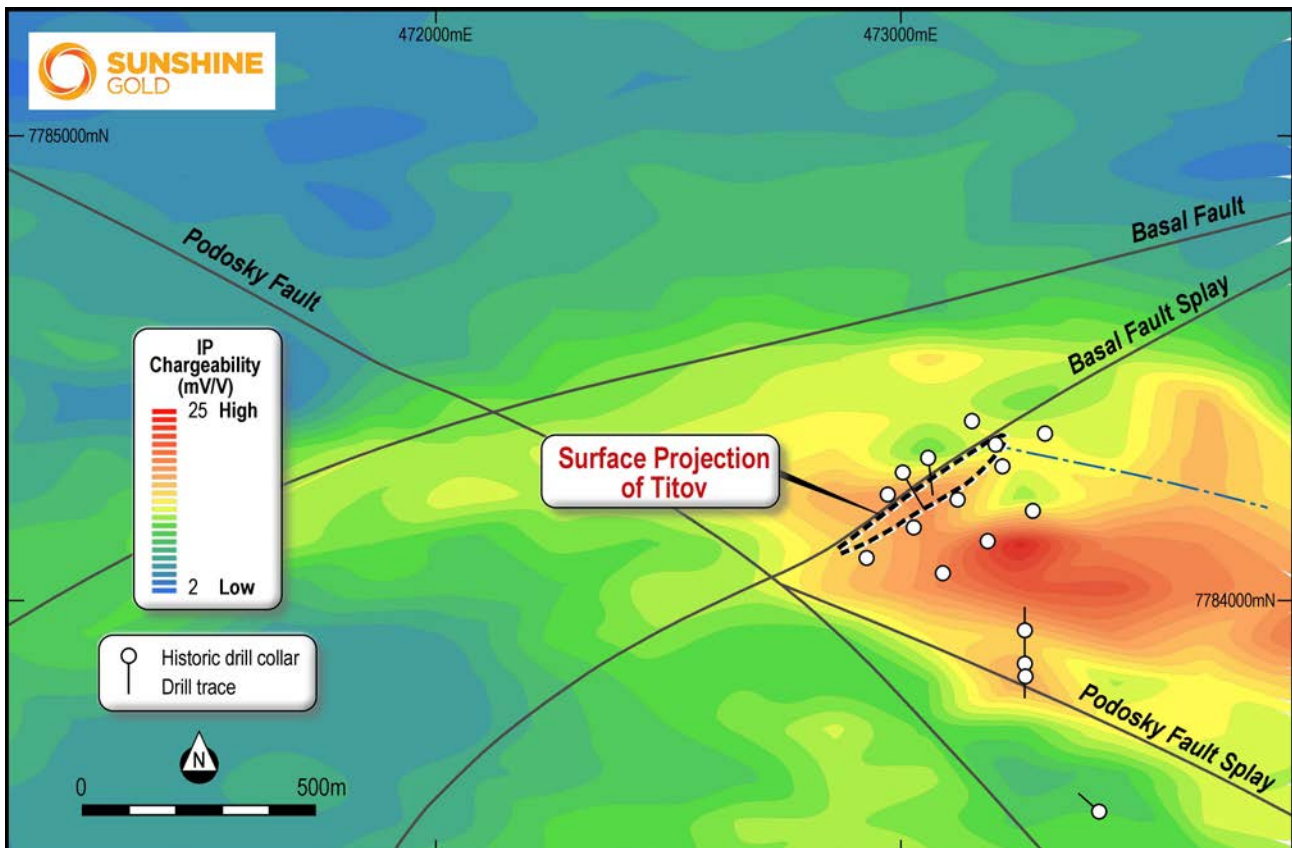 472000mE
473000mE
SUNSHINE
GOLD
7785000mN
Basal Fault
Podosky Fault
Basal Fault Splay
IP
Chargeability
(mV/V)
25 High
2 Low
Surface Projection
of Titov
7784000mN
Historic drill collar
Drill trace
Podosky Fault Splay
N
0 500m